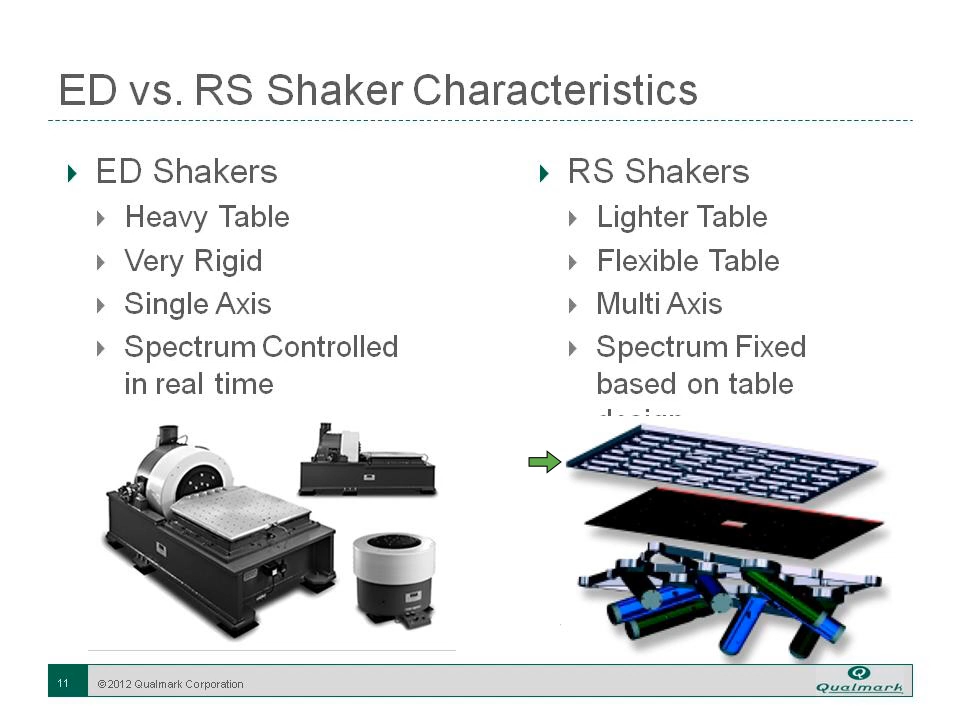 ED vs. RS Shaker Characteristics
ED Shakers
Heavy Table
Very Rigid
Single Axis
Spectrum Controlled
in real time
RS Shakers
Lighter Table
Flexible Table
Multi Axis
Spectrum Fixed
based on table
design
11
©2012 Qualmark Corporation
Qualmark